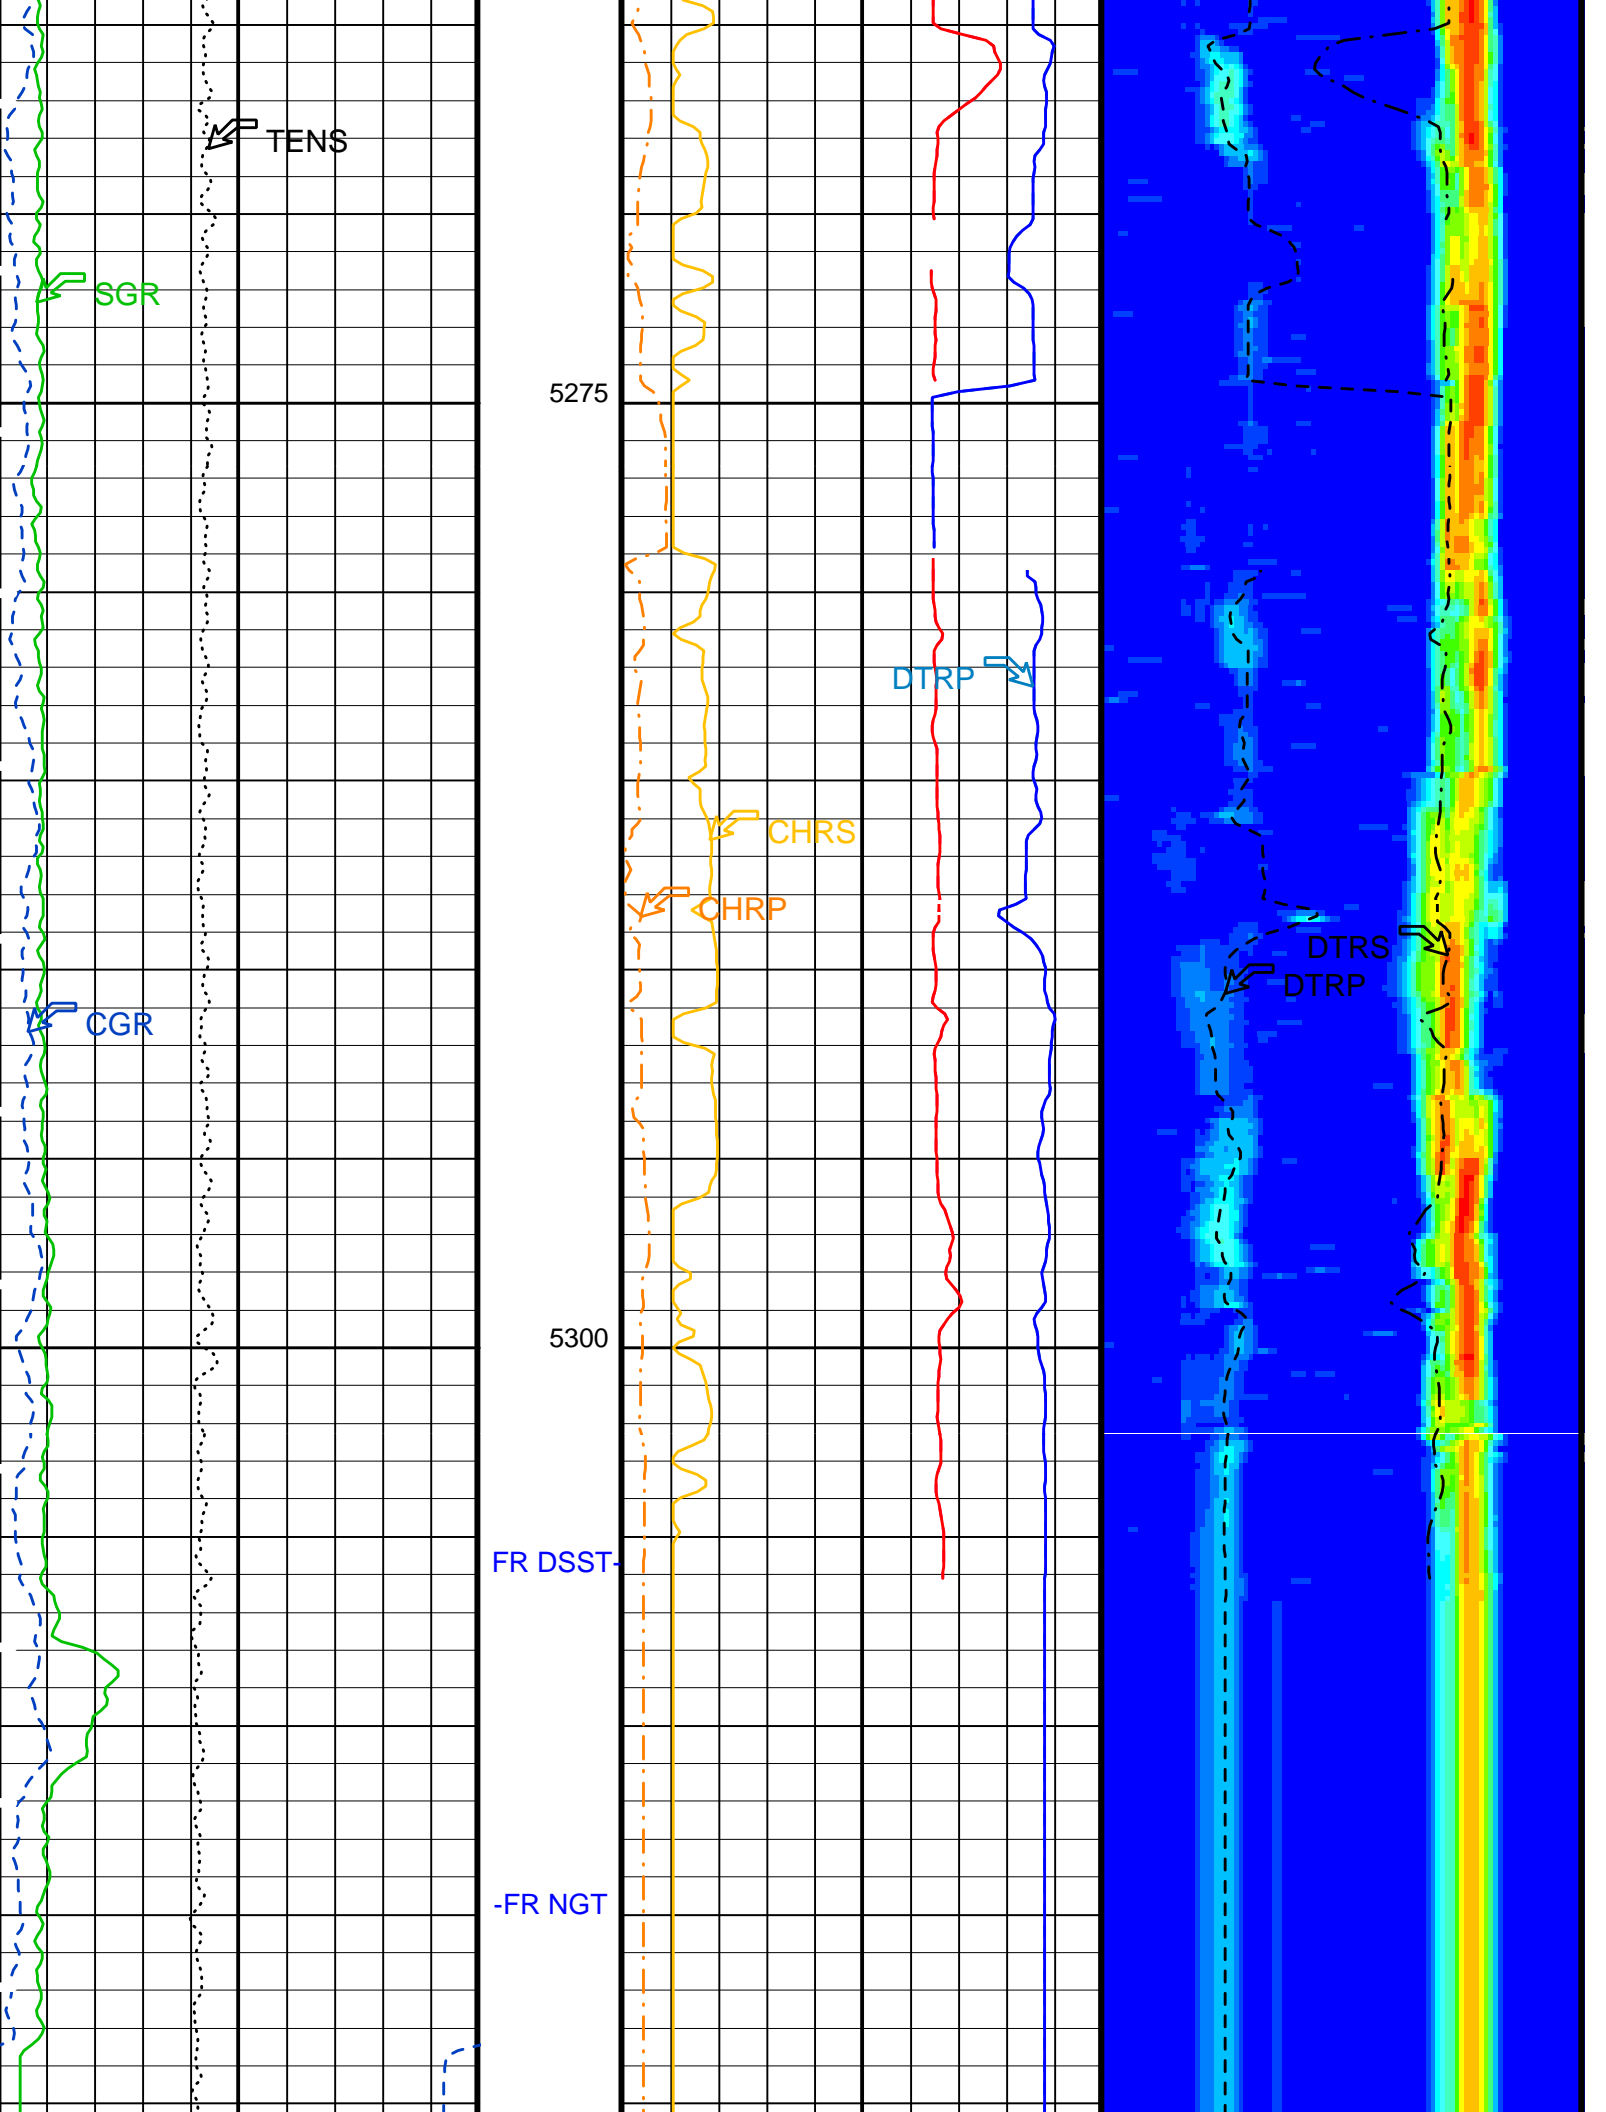 TENS
SGR
5275
DTRP
CHRS
CHRP
DTRS
DTRP
CGR
5300
FR DSST-
-FR NGT